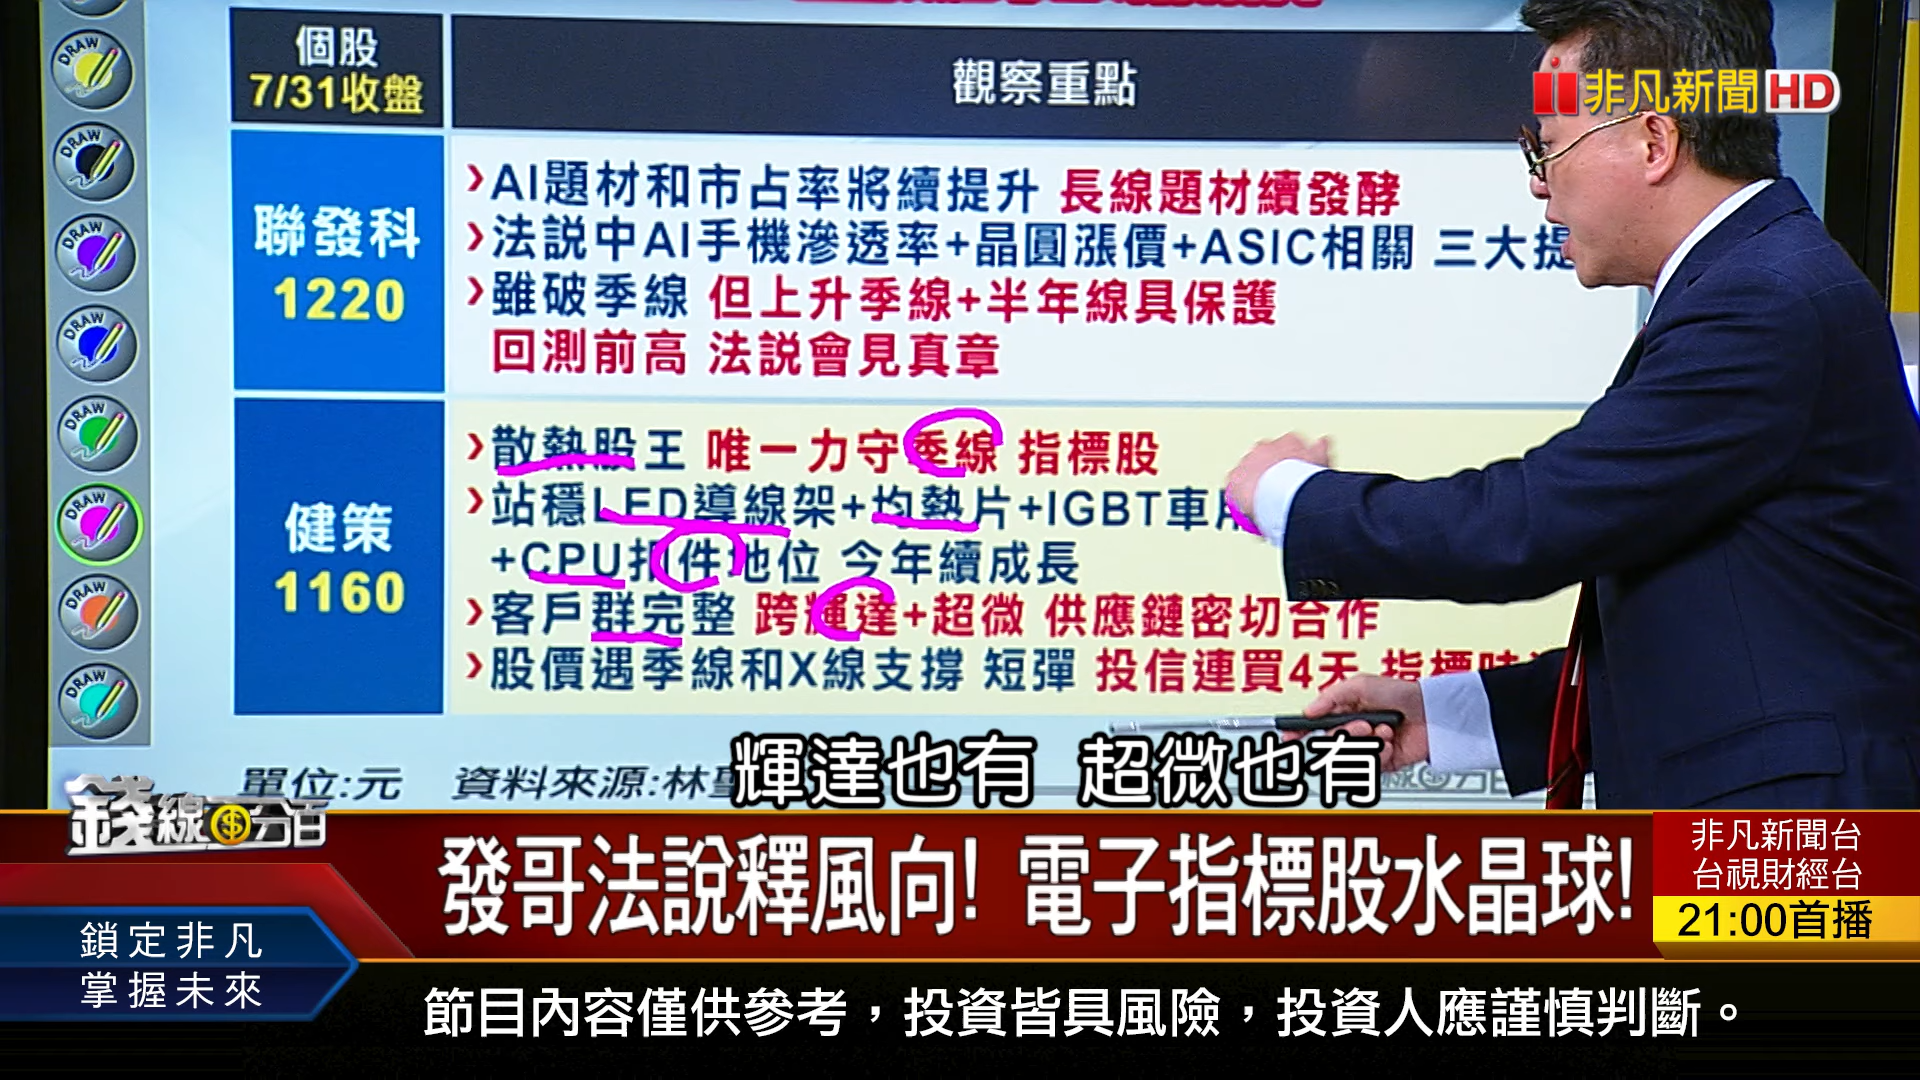 個股
7/31收盤
觀察重點
非凡新聞HD
聯發科
1220
›AI題材和市占率將續提升 長線題材續發酵
›法說中AI手機滲透率+晶圓漲價+ASIC相關 三大提
›雖破季線 但上升季線+半年線具保護
回測前高 法說會見真章
健策
1160
›散熱股王 唯一力守季線 指標股
›站穩LED導線架+均熱片+IGBT車用
+CPU扣件地位 今年續成長
›客戶群完整 跨輝達+超微 供應鏈密切合作
›股價遇季線和X線支撐 短彈 投信連買4天 指標
DRAW
DRAW
DRAW
DRAW
DRAW
DRAW
DRAW
DRAW
單位:元 資料來源:林
輝達也有 超微也有
錢線百分百
發哥法說釋風向! 電子指標股水晶球!
非凡新聞台
台視財經台
21:00首播
鎖定非凡
掌握未來
節目內容僅供參考，投資皆具風險，投資人應謹慎判斷。